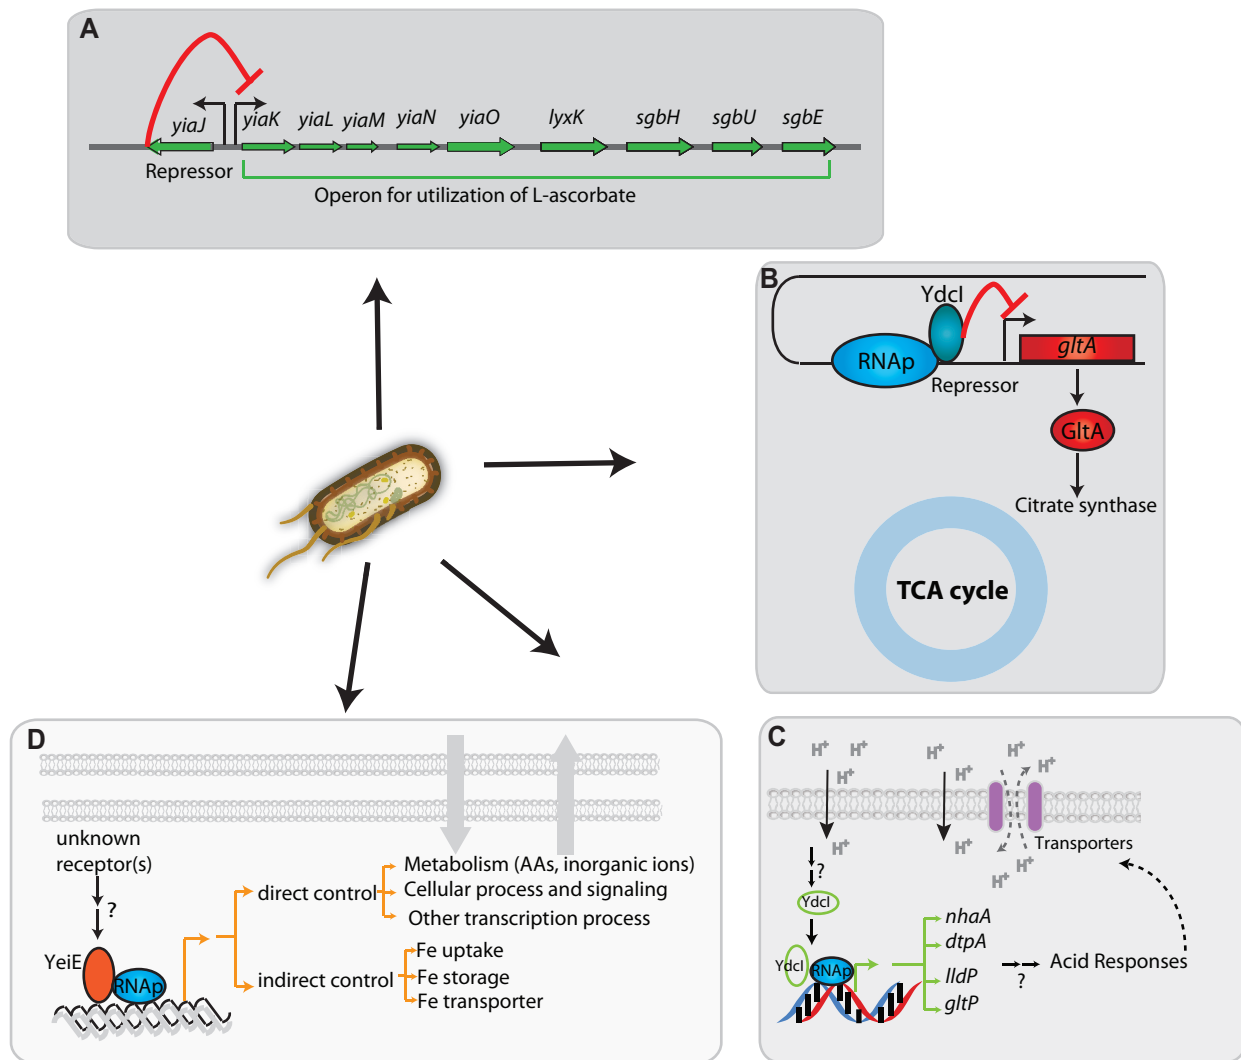 A
yiaJ
yiaK
yiaL
yiaM
yiaN
yiaO
lyxK
sgbH
sgbU
sgbE
Repressor
Operon for utilization of L-ascorbate
B
YdcI
RNAp
gltA
Repressor
GltA
Citrate synthase
TCA cycle
D
unknown
receptor(s)
?
YeiE
RNAp
direct control
Metabolism (AAs, inorganic ions)
Cellular process and signaling
Other transcription process
indirect control
Fe uptake
Fe storage
Fe transporter
C
H+
H+
H+
H+
H+
H+
H+
H+
H+
H+
Transporters
?
YdcI
YdcI
RNAp
nhaA
dtpA
lldP
gltP
?
Acid Responses